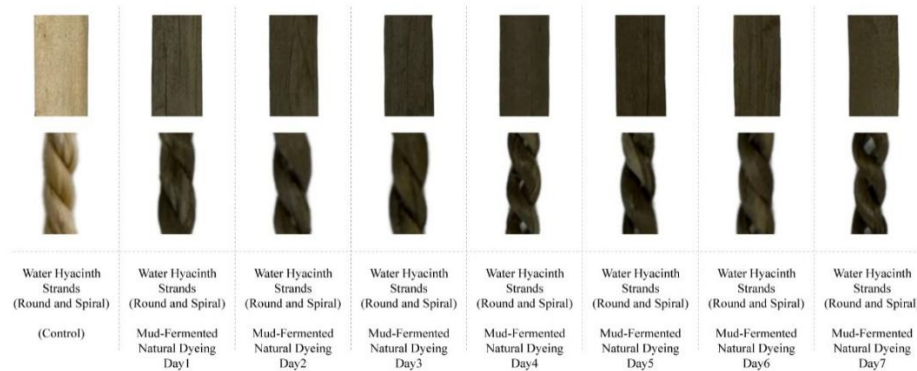 Water Hyacinth
Strands
(Round and Spiral)
(Control)
Water Hyacinth
Strands
(Round and Spiral)
Mud-Fermented
Natural Dyeing
Day1
Water Hyacinth
Strands
(Round and Spiral)
Mud-Fermented
Natural Dyeing
Day2
Water Hyacinth
Strands
(Round and Spiral)
Mud-Fermented
Natural Dyeing
Day3
Water Hyacinth
Strands
(Round and Spiral)
Mud-Fermented
Natural Dyeing
Day4
Water Hyacinth
Strands
(Round and Spiral)
Mud-Fermented
Natural Dyeing
Day5
Water Hyacinth
Strands
(Round and Spiral)
Mud-Fermented
Natural Dyeing
Day6
Water Hyacinth
Strands
(Round and Spiral)
Mud-Fermented
Natural Dyeing
Day7